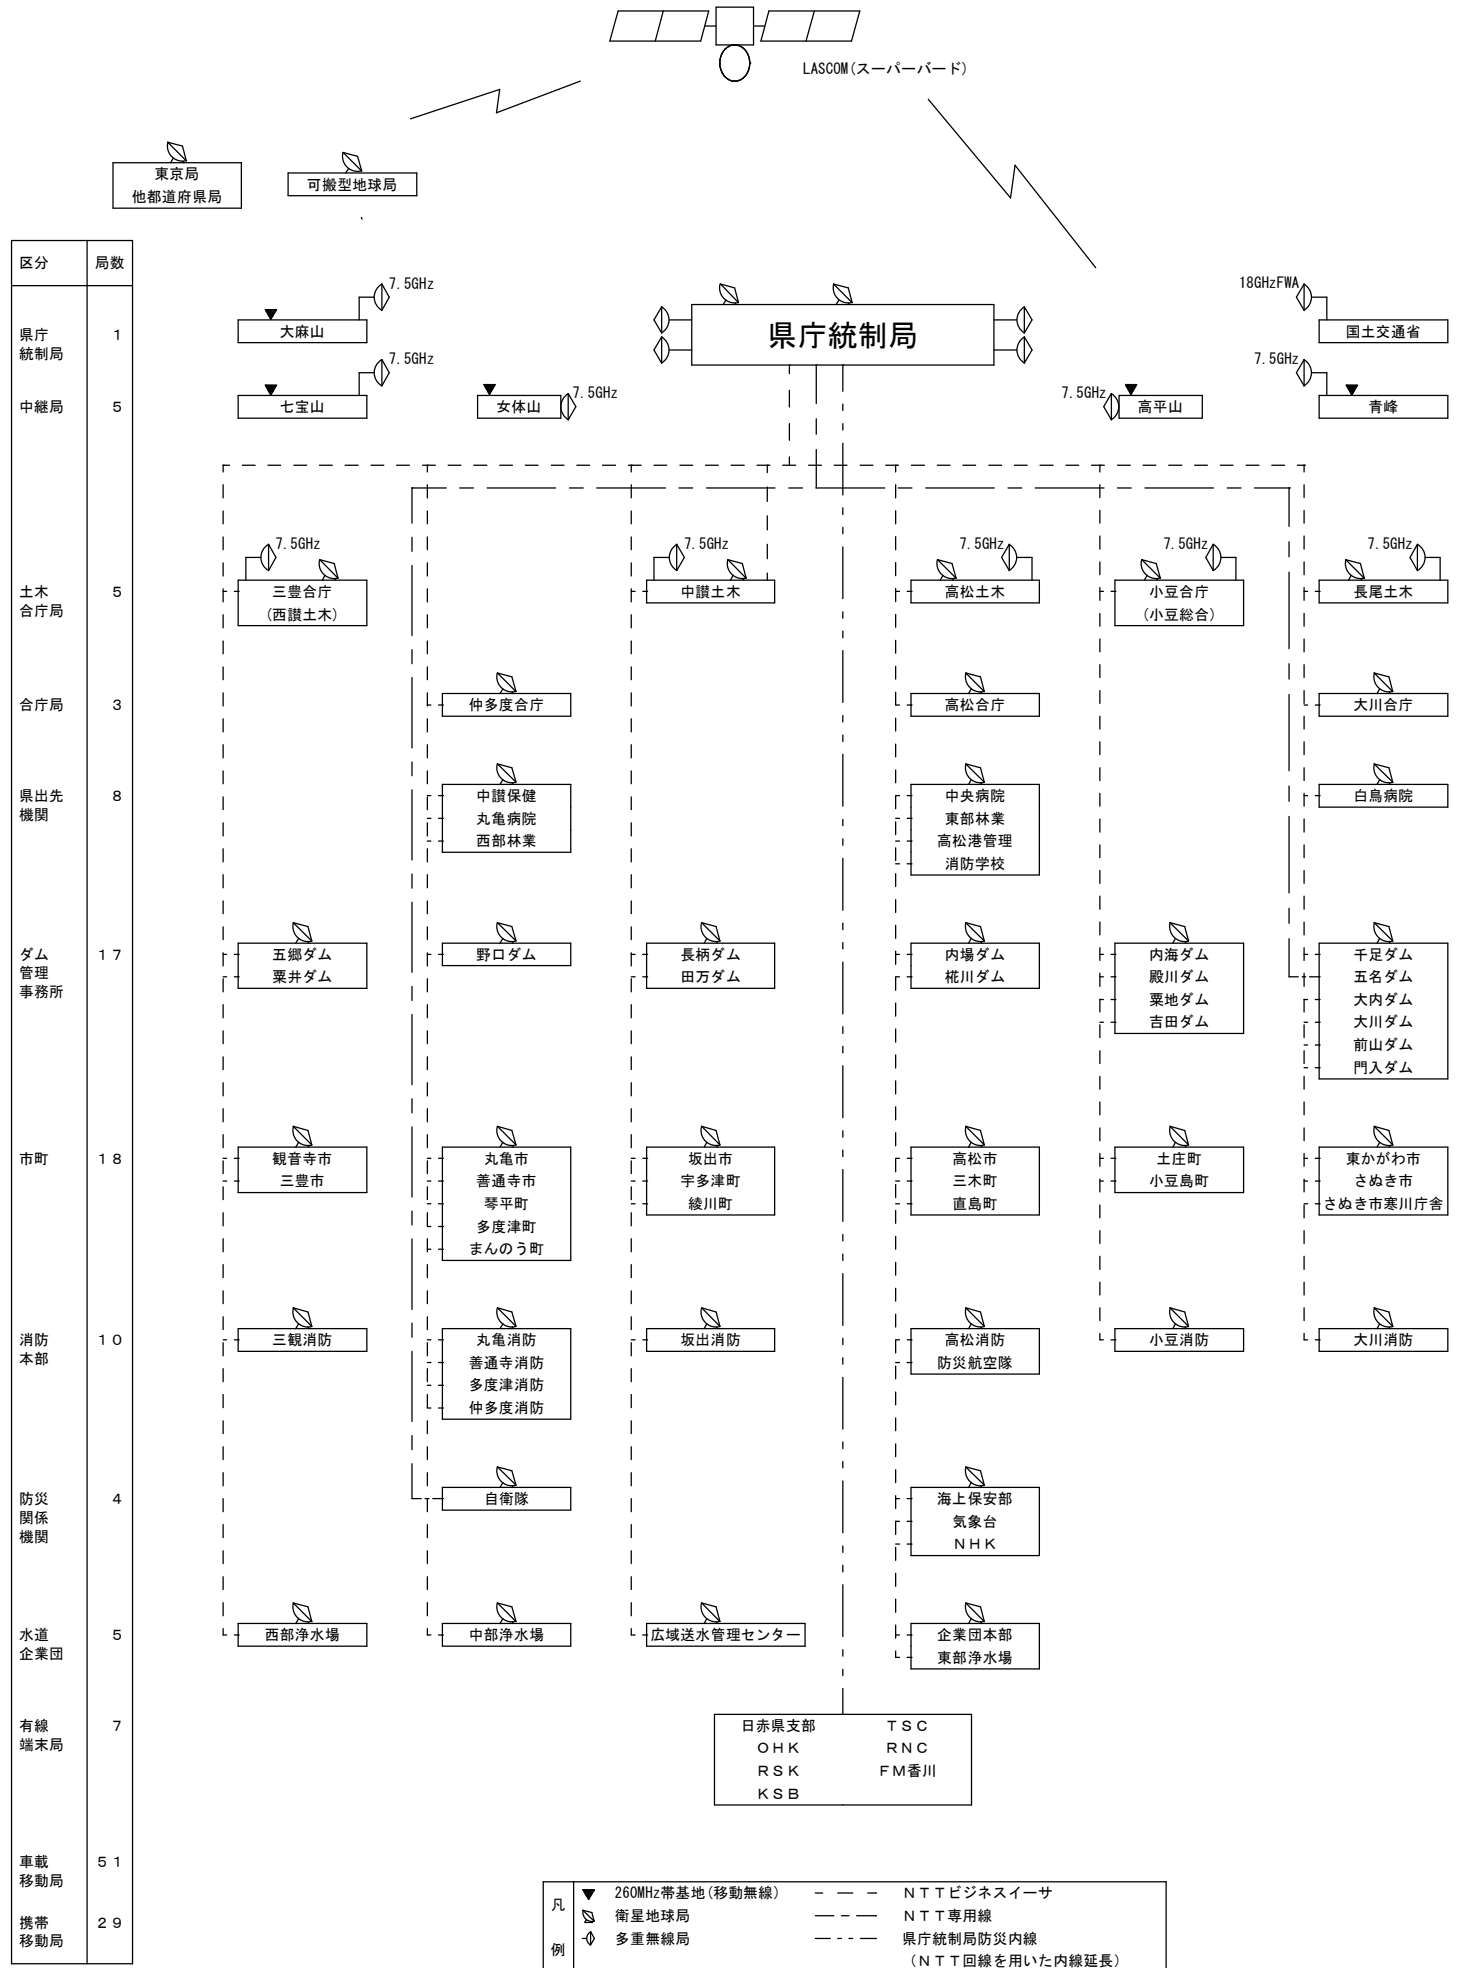 LASCOM(スーパーバード)
東京局
他都道府県局
可搬型地球局
区分 局数
7.5GHz
18GHzFWA
県庁
統制局
1
大麻山
県庁統制局
国土交通省
7.5GHz
7.5GHz
7.5GHz
7.5GHz
中継局
5
七宝山
女体山
高平山
青峰
7.5GHz
7.5GHz
7.5GHz
7.5GHz
7.5GHz
土木
合庁局
5
三豊合庁
(西讃土木)
中讃土木
高松土木
小豆合庁
(小豆総合)
長尾土木
合庁局
3
仲多度合庁
高松合庁
大川合庁
県出先
機関
8
中讃保健
丸亀病院
西部林業
中央病院
東部林業
高松港管理
消防学校
白鳥病院
ダム
管理
事務所
17
五郷ダム
粟井ダム
野口ダム
長柄ダム
田万ダム
内場ダム
椛川ダム
内海ダム
殿川ダム
粟地ダム
吉田ダム
千足ダム
五名ダム
大内ダム
大川ダム
前山ダム
門入ダム
市町
18
観音寺市
三豊市
丸亀市
善通寺市
琴平町
多度津町
まんのう町
坂出市
宇多津町
綾川町
高松市
三木町
直島町
土庄町
小豆島町
東かがわ市
さぬき市
さぬき市寒川庁舎
消防
本部
10
三観消防
丸亀消防
善通寺消防
多度津消防
仲多度消防
坂出消防
高松消防
防災航空隊
小豆消防
大川消防
防災
関係
機関
4
自衛隊
海上保安部
気象台
NHK
水道
企業団
5
西部浄水場
中部浄水場
広域送水管理センター
企業団本部
東部浄水場
有線
端末局
7
日赤県支部
OHK
RSK
KSB
TSC
RNC
FM香川
車載
移動局
51
携帯
移動局
29
凡例
260MHz帯基地(移動無線)
衛星地球局
多重無線局
NTTビジネスイーサ
NTT専用線
県庁統制局防災内線
(NTT回線を用いた内線延長)